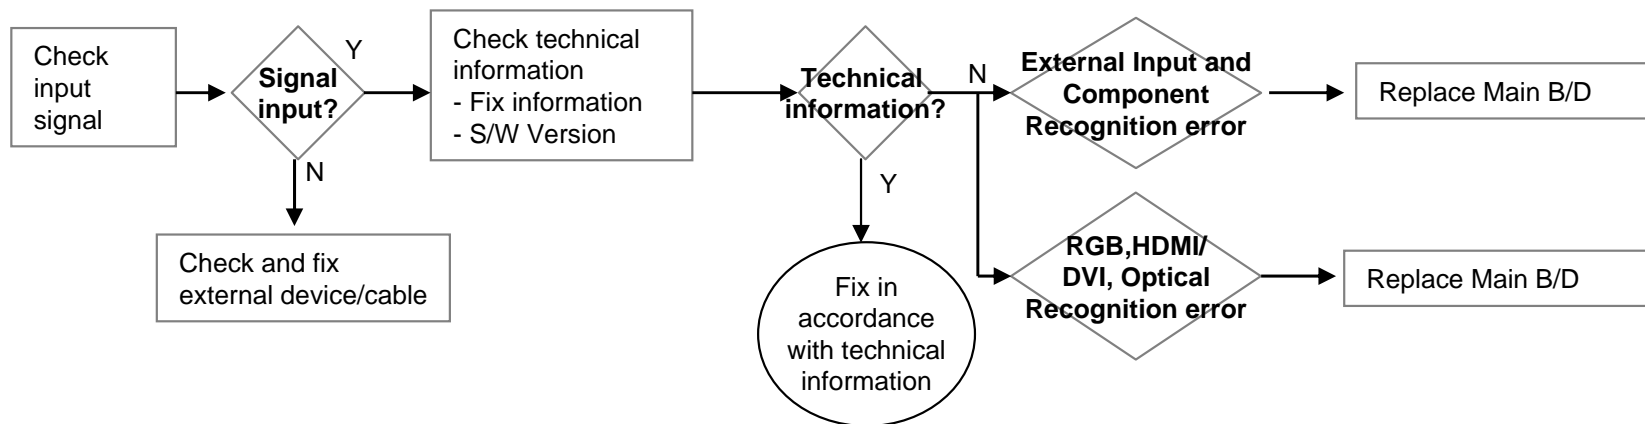 Check
input
signal
Signal
input?
Y
N
Check and fix
external device/cable
Check technical
information
- Fix information
- S/W Version
Technical
information?
N
Y
Fix in
accordance
with technical
information
External Input and
Component
Recognition error
Replace Main B/D
RGB,HDMI/
DVI, Optical
Recognition error
Replace Main B/D